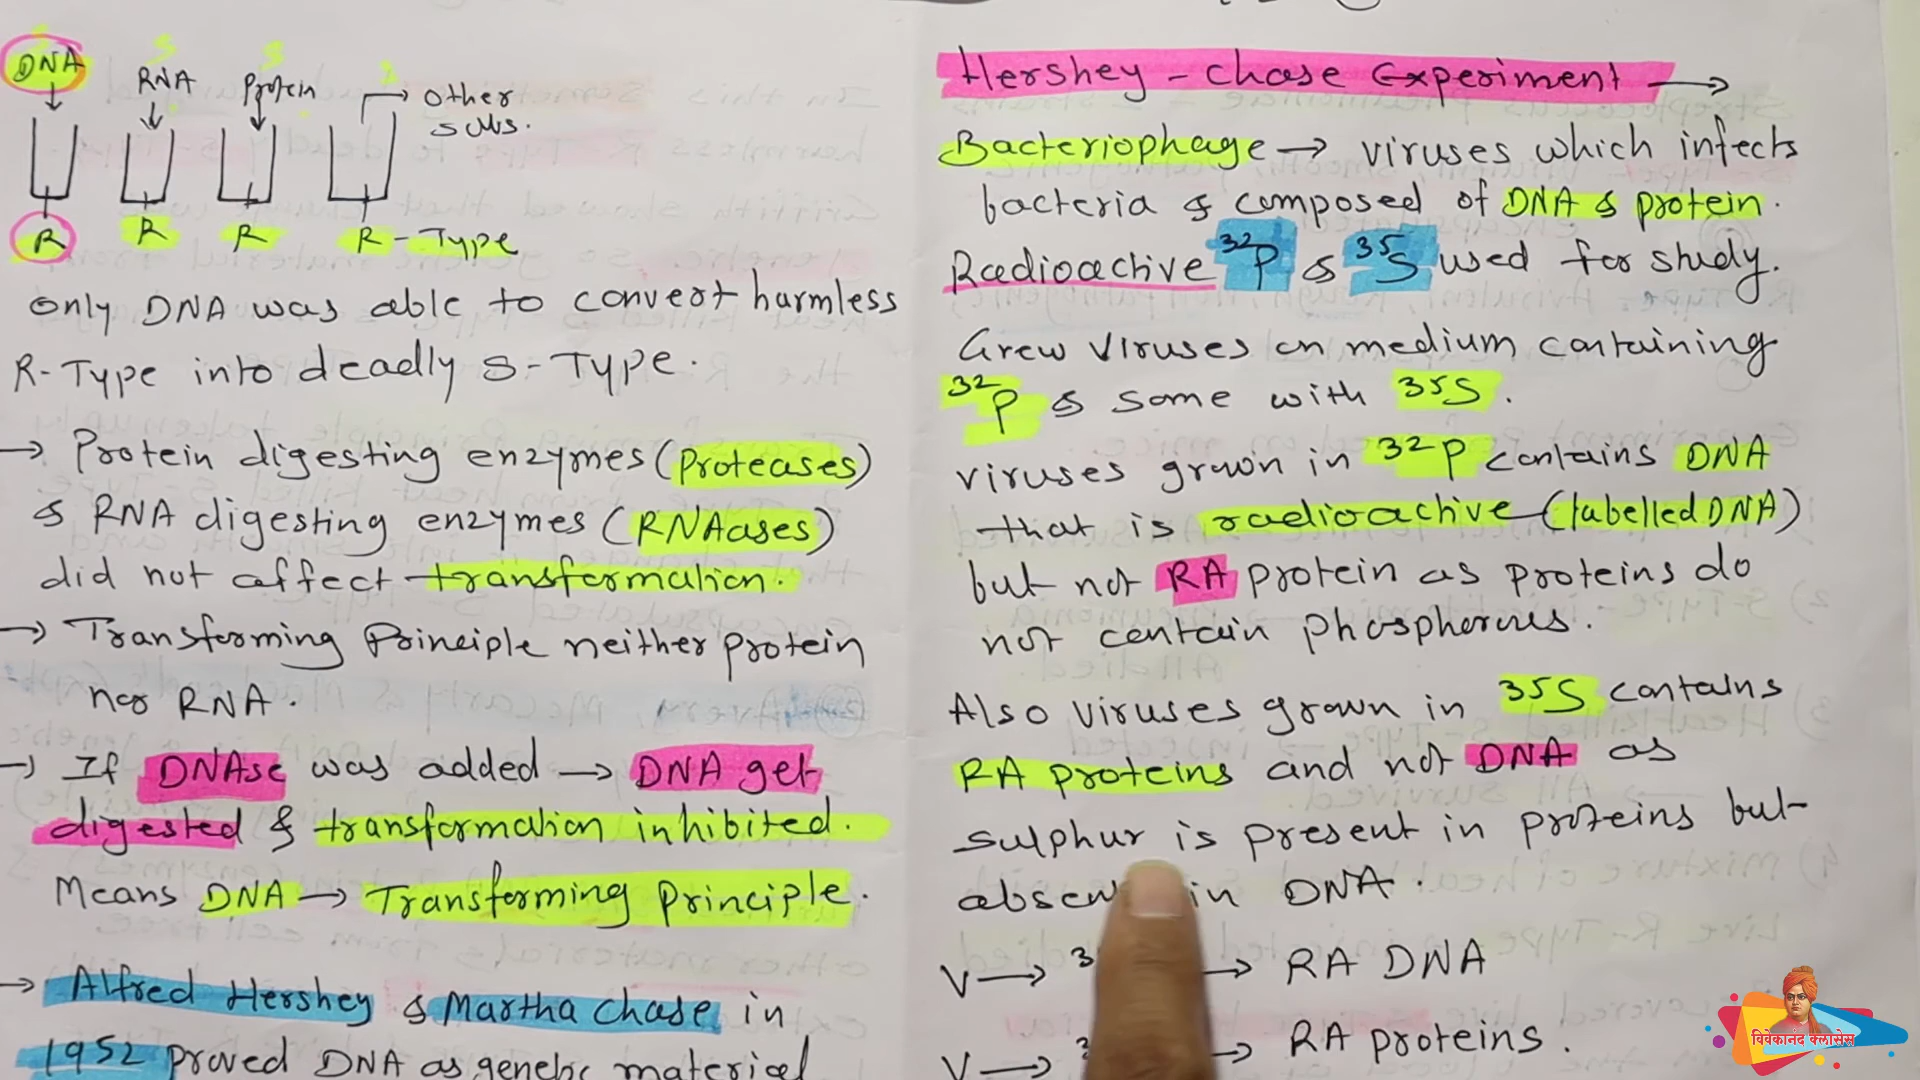 DNA
RNA
Protein
Other
subs.
R R R R-Type
Only DNA was able to convert harmless
R-Type into deadly S-Type.
→ Protein digesting enzymes (Proteases)
& RNA digesting enzymes (RNAases)
did not affect transformation.
→ Transforming Principle neither protein
nor RNA.
→ If DNAse was added → DNA get
digested & transformation inhibited.
Means DNA → Transforming Principle.
→ Alfred Hershey & Martha chase in
1952 proved DNA as genetic material
Hershey - chase Experiment →
Bacteriophage → viruses which infects
bacteria & composed of DNA & protein.
Radioactive 32P & 35S used for study.
Grew viruses on medium containing
32P & some with 35S.
viruses grown in 32P contains DNA
that is radioactive (labelled DNA)
but not RA protein as proteins do
not contain phosphorous.
Also viruses grown in 35S contains
RA proteins and not DNA as
sulphur is present in proteins but
in DNA.
V → → RA DNA
V → → RA proteins.
विवेकानंद क्लासेस